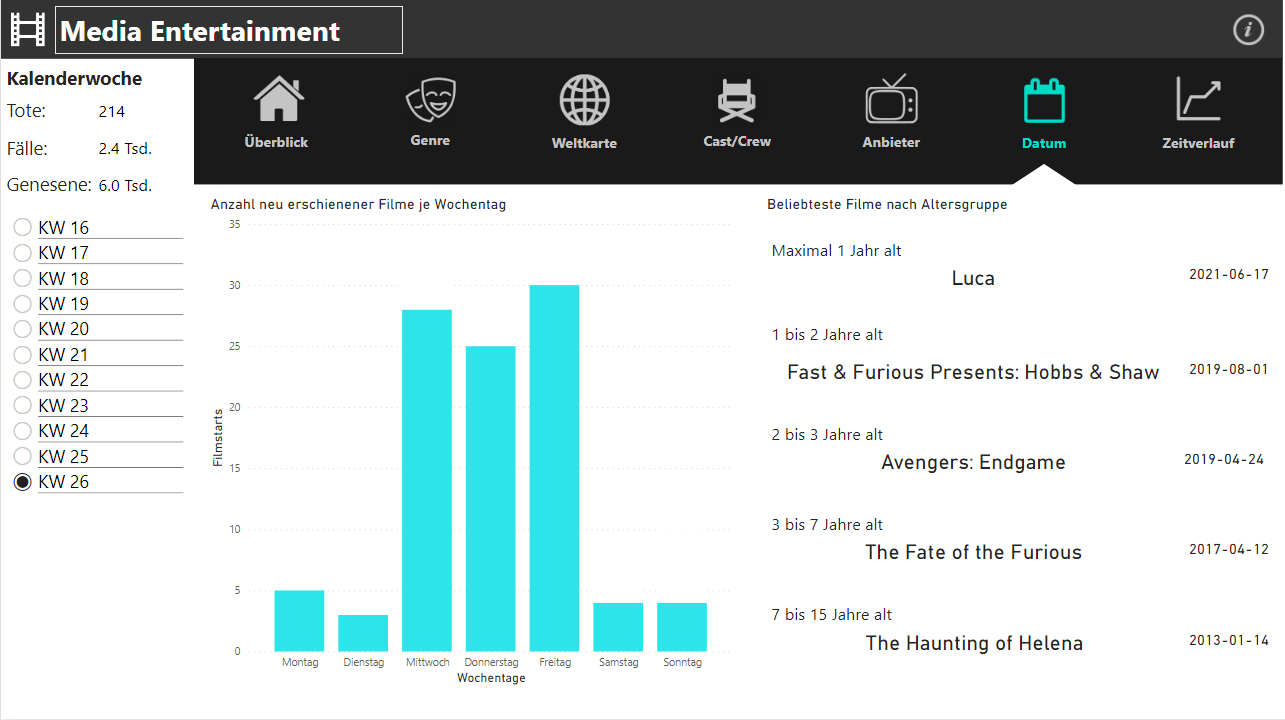 Media Entertainment
i
Kalenderwoche
Tote: 214
Fälle: 2.4 Tsd.
Genesene: 6.0 Tsd.
KW 16
KW 17
KW 18
KW 19
KW 20
KW 21
KW 22
KW 23
KW 24
KW 25
KW 26
Überblick
Genre
Weltkarte
Cast/Crew
Anbieter
Datum
Zeitverlauf
Anzahl neu erschienener Filme je Wochentag
35
30
25
20
15
10
5
0
Filmstarts
Montag
Dienstag
Mittwoch
Donnerstag
Freitag
Samstag
Sonntag
Wochentage
Beliebteste Filme nach Altersgruppe
Maximal 1 Jahr alt
Luca 2021-06-17
1 bis 2 Jahre alt
Fast & Furious Presents: Hobbs & Shaw 2019-08-01
2 bis 3 Jahre alt
Avengers: Endgame 2019-04-24
3 bis 7 Jahre alt
The Fate of the Furious 2017-04-12
7 bis 15 Jahre alt
The Haunting of Helena 2013-01-14